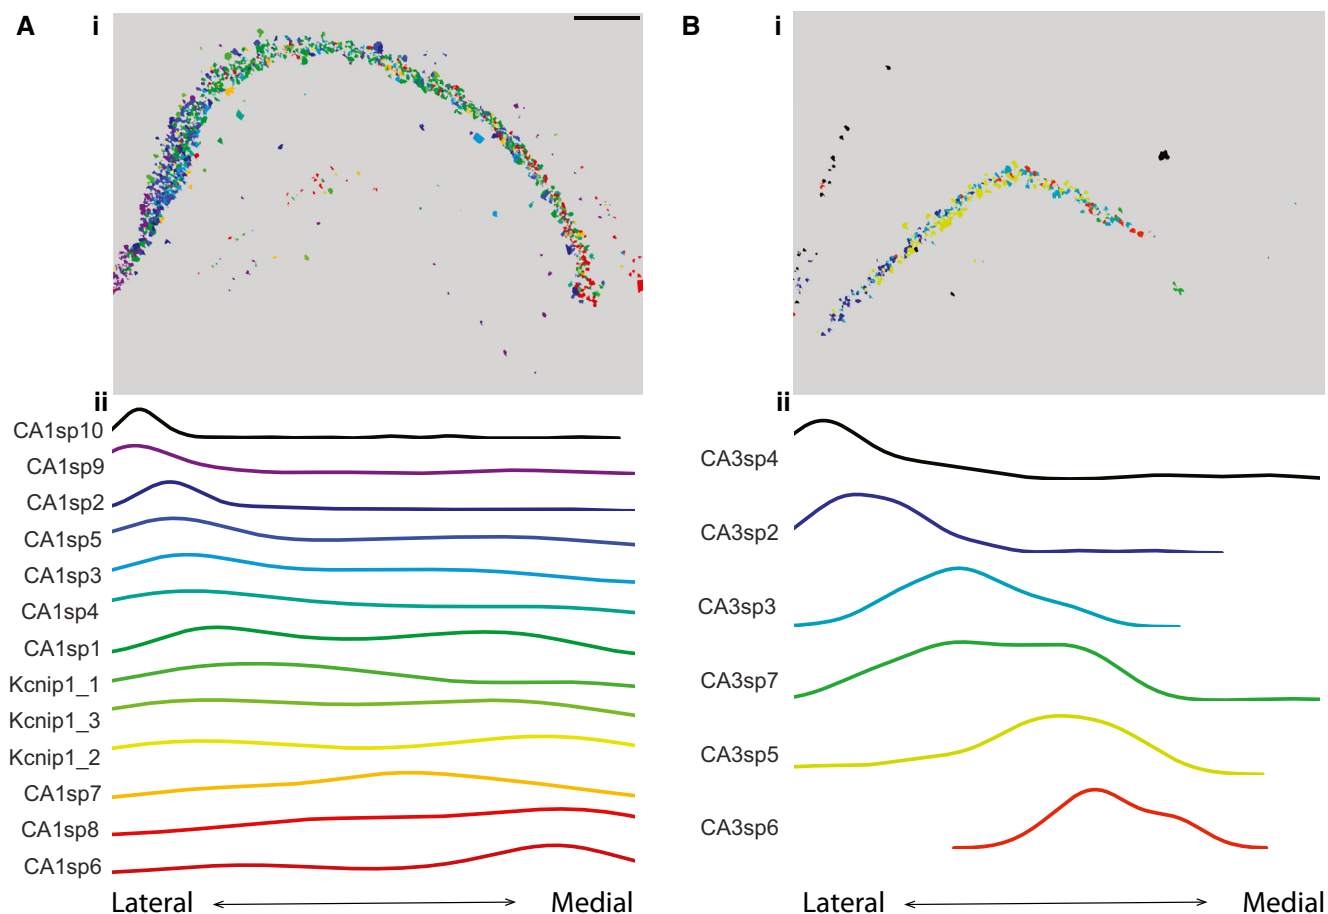 A
i
B
i
ii
CA1sp10
CA1sp9
CA1sp2
CA1sp5
CA1sp3
CA1sp4
CA1sp1
Kcnip1_1
Kcnip1_3
Kcnip1_2
CA1sp7
CA1sp8
CA1sp6
Lateral
Medial
ii
CA3sp4
CA3sp2
CA3sp3
CA3sp7
CA3sp5
CA3sp6
Lateral
Medial